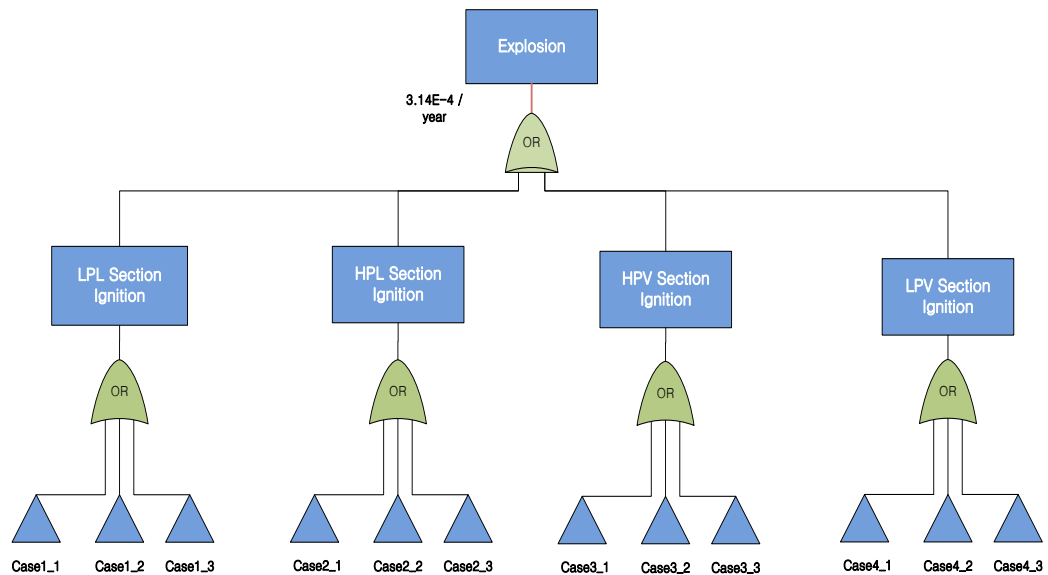 Explosion
3.14E-4 /
year
OR
LPL Section
Ignition
HPL Section
Ignition
HPV Section
Ignition
LPV Section
Ignition
OR
OR
OR
OR
Case1_1
Case1_2
Case1_3
Case2_1
Case2_2
Case2_3
Case3_1
Case3_2
Case3_3
Case4_1
Case4_2
Case4_3